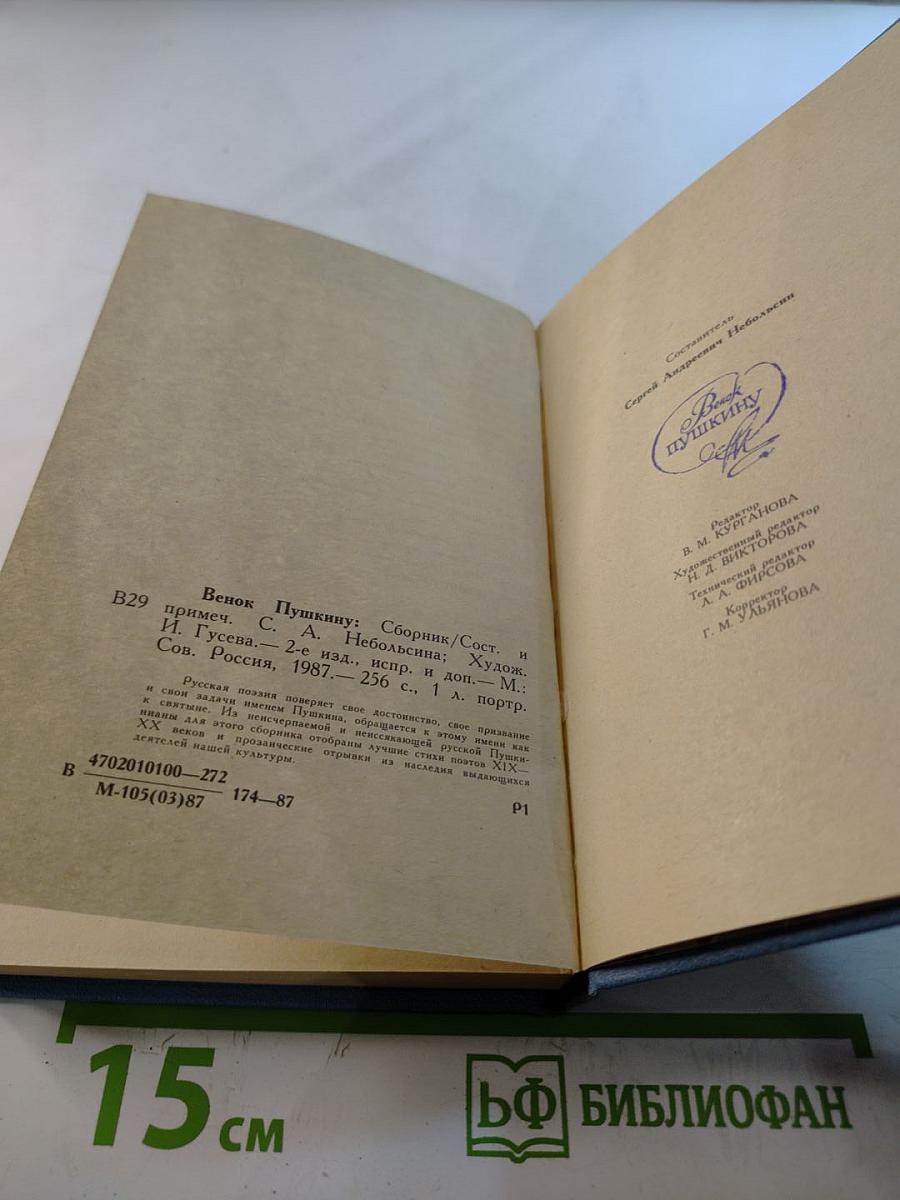 В29
Венок Пушкину: Сборник/Сост. и
примеч. С. А. Небольсина; Худож.
И. Гусева.— 2-е изд., испр. и доп.— М.:
Сов. Россия, 1987.— 256 с., 1 л. портр.
Русская поэзия поверяет свое достоинство, свое призвание
и свои задачи именем Пушкина, обращается к этому имени как
к святыне. Из неисчерпаемой и неиссякающей русской Пушки-
нианы для этого сборника отобраны лучшие стихи поэтов XIX—
XX веков и прозаические отрывки из наследия выдающихся
деятелей нашей культуры.
В 4702010100—272
М-105(03)87
174—87
Р1
Составитель
Сергей Андреевич Небольсин
Венок
ПУШКИНУ
Редактор
В. М. КУРГАНОВА
Художественный редактор
Н. Д. ВИКТОРОВА
Технический редактор
Л. А. ФИРСОВА
Корректор
Г. М. УЛЬЯНОВА
15 см
ЬФ БИБЛИОФАН